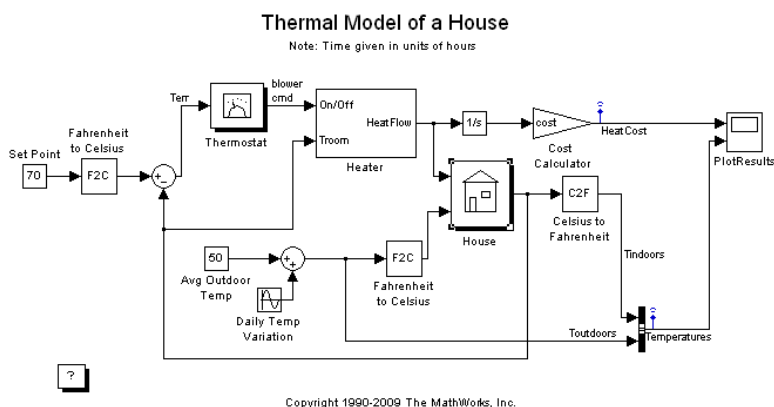 Thermal Model of a House
Note: Time given in units of hours
Set Point
70
Fahrenheit
to Celsius
F2C
Terr
Thermostat
blower
cmd
On/Off
Troom
HeatFlow
Heater
1/s
cost
Cost
Calculator
HeatCost
PlotResults
House
C2F
Celsius to
Fahrenheit
Tindoors
50
Avg Outdoor
Temp
Daily Temp
Variation
F2C
Fahrenheit
to Celsius
Toutdoors
Temperatures
?
Copyright 1990-2009 The MathWorks, Inc.